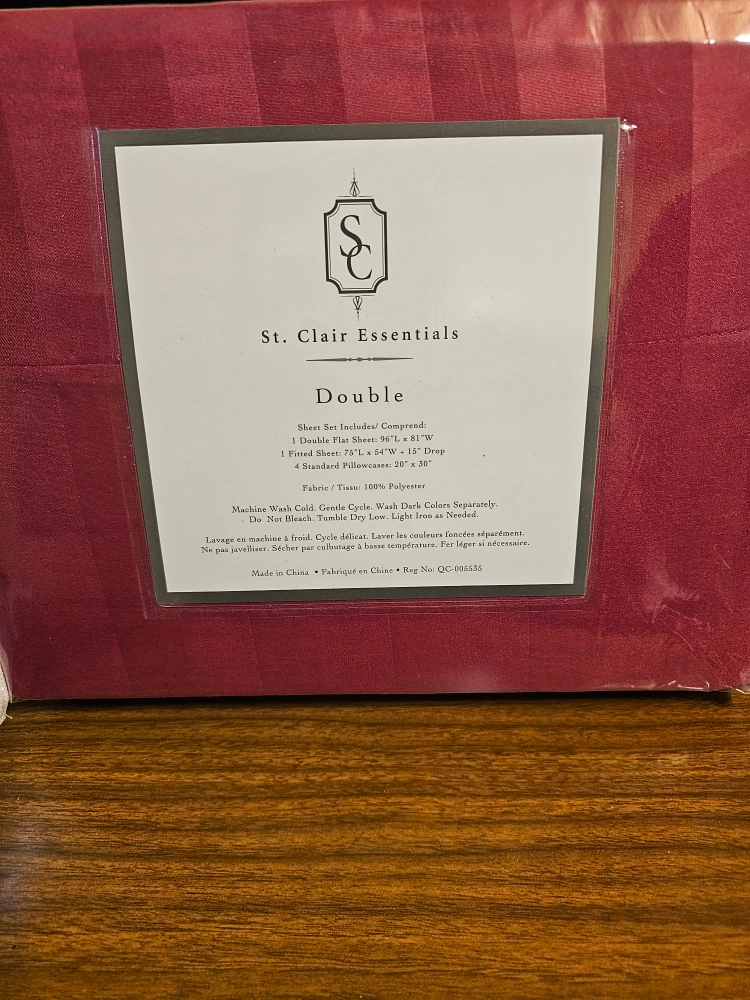 SC
St. Clair Essentials
Double
Sheet Set Includes/ Comprend:
1 Double Flat Sheet: 96"L x 81"W
1 Fitted Sheet: 75"L x 54"W + 15" Drop
4 Standard Pillowcases: 20" x 30"
Fabric / Tissu: 100% Polyester
Machine Wash Cold. Gentle Cycle. Wash Dark Colors Separately.
Do Not Bleach. Tumble Dry Low. Light Iron as Needed.
Lavage en machine à froid. Cycle délicat. Laver les couleurs foncées séparément.
Ne pas javelliser. Sécher par culbutage à basse température. Fer léger si nécessaire.
Made in China • Fabriqué en Chine • Reg No: QC-005535